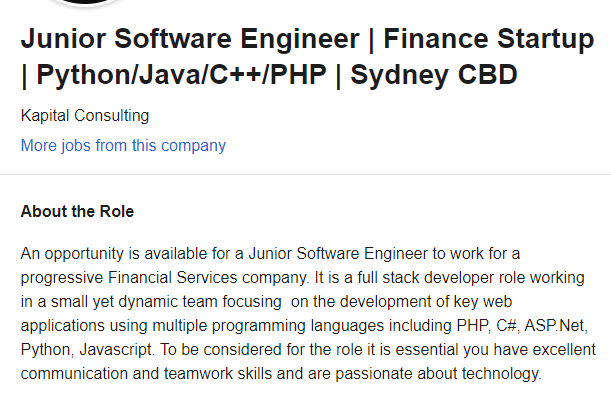 Junior Software Engineer | Finance Startup
| Python/Java/C++/PHP | Sydney CBD
Kapital Consulting
More jobs from this company
About the Role
An opportunity is available for a Junior Software Engineer to work for a
progressive Financial Services company. It is a full stack developer role working
in a small yet dynamic team focusing  on the development of key web
applications using multiple programming languages including PHP, C#, ASP.Net,
Python, Javascript. To be considered for the role it is essential you have excellent
communication and teamwork skills and are passionate about technology.